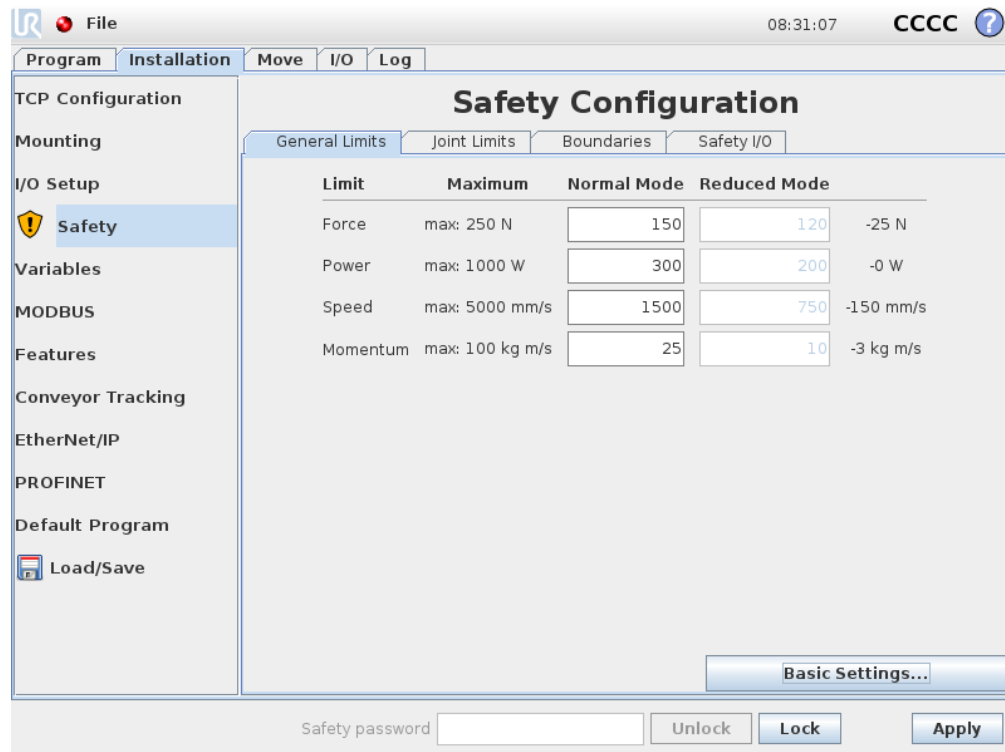 UR File 08:31:07 CCCC ?
Program Installation Move I/O Log
TCP Configuration
Mounting
I/O Setup
Safety
Variables
MODBUS
Features
Conveyor Tracking
EtherNet/IP
PROFINET
Default Program
Load/Save
Safety Configuration
General Limits Joint Limits Boundaries Safety I/O
Limit Maximum Normal Mode Reduced Mode
Force max: 250 N 150 120 -25 N
Power max: 1000 W 300 200 -0 W
Speed max: 5000 mm/s 1500 750 -150 mm/s
Momentum max: 100 kg m/s 25 10 -3 kg m/s
Basic Settings...
Safety password Unlock Lock Apply